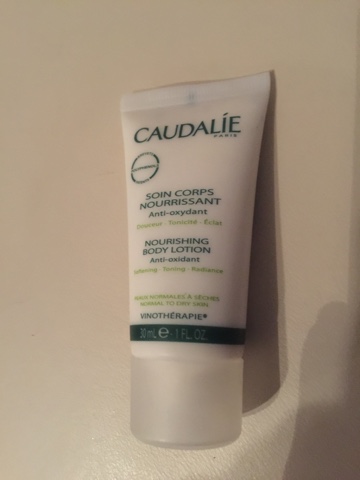 CAUDALÍE
PARIS
SOIN CORPS
NOURRISSANT
Anti-oxydant
Douceur · Tonicité · Éclat
NOURISHING
BODY LOTION
Anti-oxidant
Softening · Toning · Radiance
PEAUX NORMALES À SÈCHES
NORMAL TO DRY SKIN
VINOTHÉRAPIE®
30 mL ℮ · 1 FL. OZ.